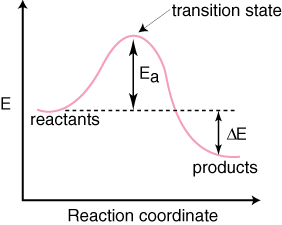 transition state
Ea
E
reactants
ΔE
products
Reaction coordinate